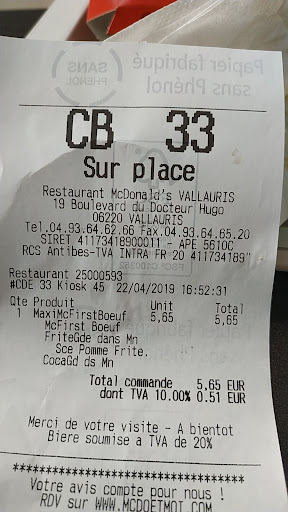 Papier fabriqué
sans Phénol
SANS
PHÉNOL
CB 33
Sur place
Restaurant McDonald's VALLAURIS
19 Boulevard du Docteur Hugo
06220 VALLAURIS
Tel.04.93.64.62.66 Fax.04.93.64.65.20
SIRET 41173418900011 - APE 5610C
RCS Antibes-TVA INTRA FR 20 411734189"
Restaurant 25000593
#CDE 33 Kiosk 45 22/04/2019 16:52:31
Qte Produit Unit Total
1 MaxiMcFirstBoeuf 5,65 5,65
McFirst Boeuf
FriteGde dans Mn
Sce Pomme Frite.
CocaGd ds Mn
Total commande 5,65 EUR
dont TVA 10.00% 0.51 EUR
Merci de votre visite - A bientot
Biere soumise a TVA de 20%
Votre avis compte pour nous !
RDV sur WWW.MCDOETMOI.COM